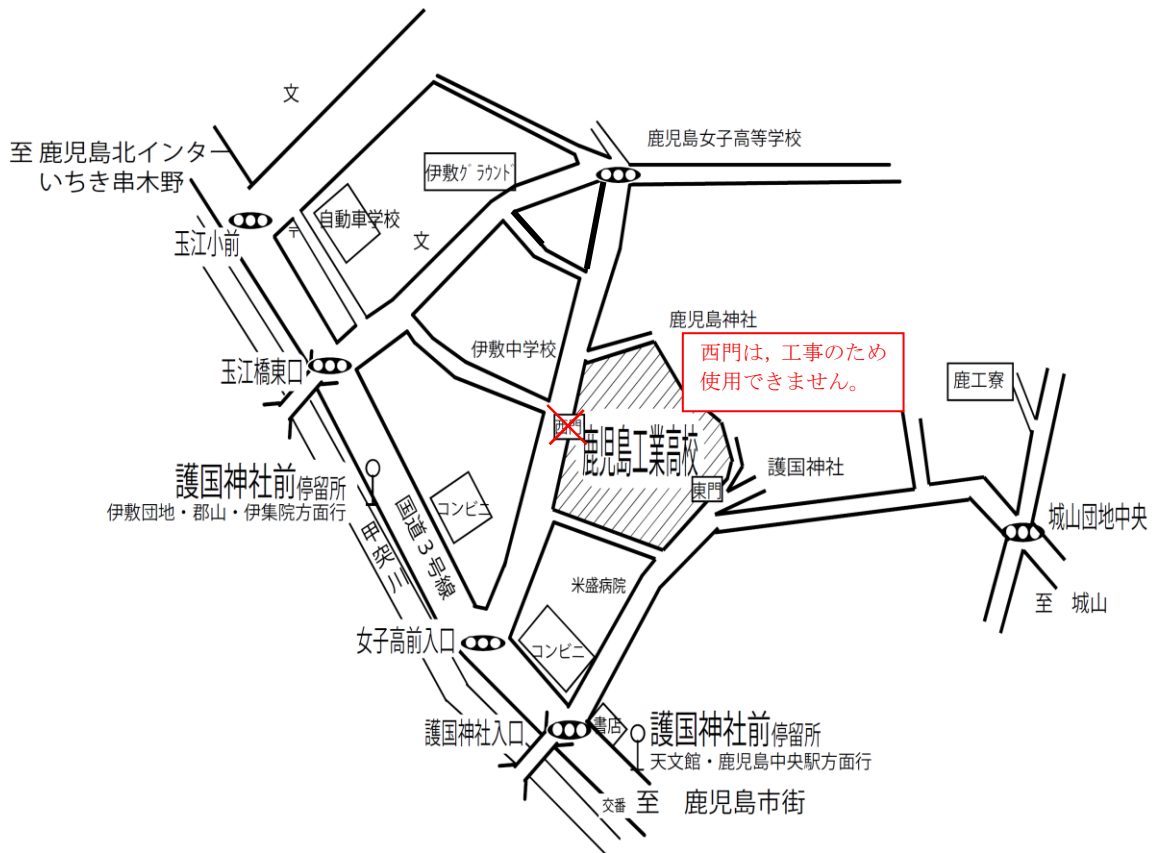 文
鹿児島女子高等学校
至 鹿児島北インター
いちき串木野
伊敷グラウンド
自動車学校
〒
玉江小前
文
鹿児島神社
西門は，工事のため
使用できません。
伊敷中学校
玉江橋東口
鹿工寮
西門
鹿児島工業高校
護国神社
東門
護国神社前停留所
伊敷団地・郡山・伊集院方面行
コンビニ
国道３号線
甲突川
城山団地中央
米盛病院
至 城山
女子高前入口
コンビニ
護国神社入口
書店
護国神社前停留所
天文館・鹿児島中央駅方面行
交番
至 鹿児島市街